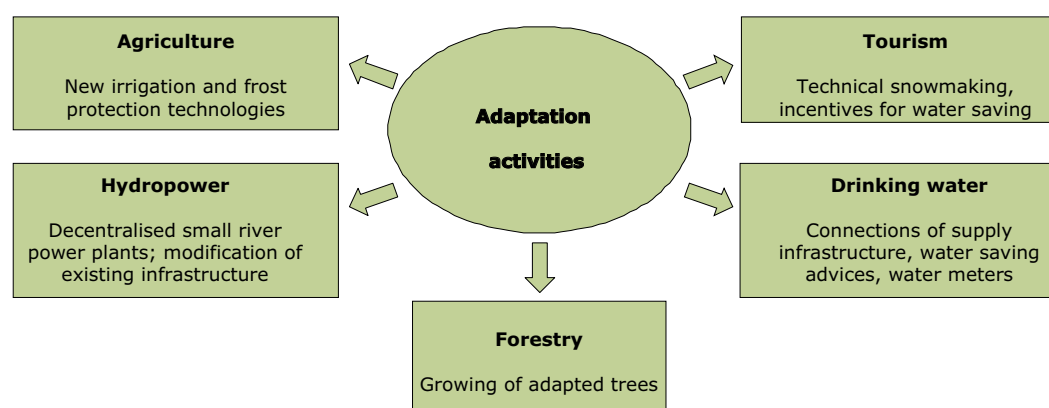 Agriculture
New irrigation and frost
protection technologies
Adaptation
activities
Tourism
Technical snowmaking,
incentives for water saving
Hydropower
Decentralised small river
power plants; modification of
existing infrastructure
Drinking water
Connections of supply
infrastructure, water saving
advices, water meters
Forestry
Growing of adapted trees